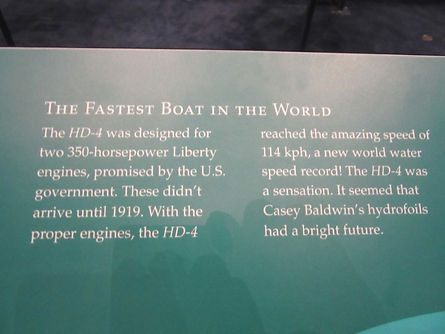 The Fastest Boat in the World
The HD-4 was designed for
two 350-horsepower Liberty
engines, promised by the U.S.
government. These didn't
arrive until 1919. With the
proper engines, the HD-4
reached the amazing speed of
114 kph, a new world water
speed record! The HD-4 was
a sensation. It seemed that
Casey Baldwin's hydrofoils
had a bright future.